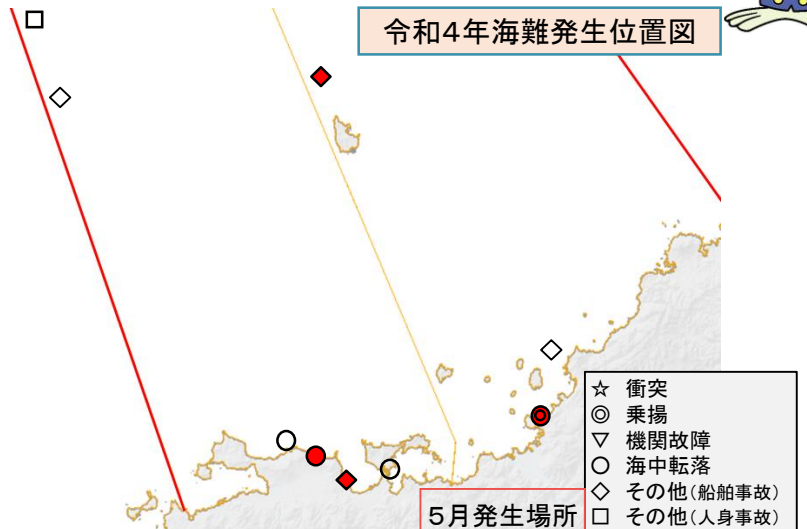 令和4年海難発生位置図
☆ 衝突
◎ 乗揚
▽ 機関故障
○ 海中転落
◇ その他(船舶事故)
□ その他(人身事故)
5月発生場所